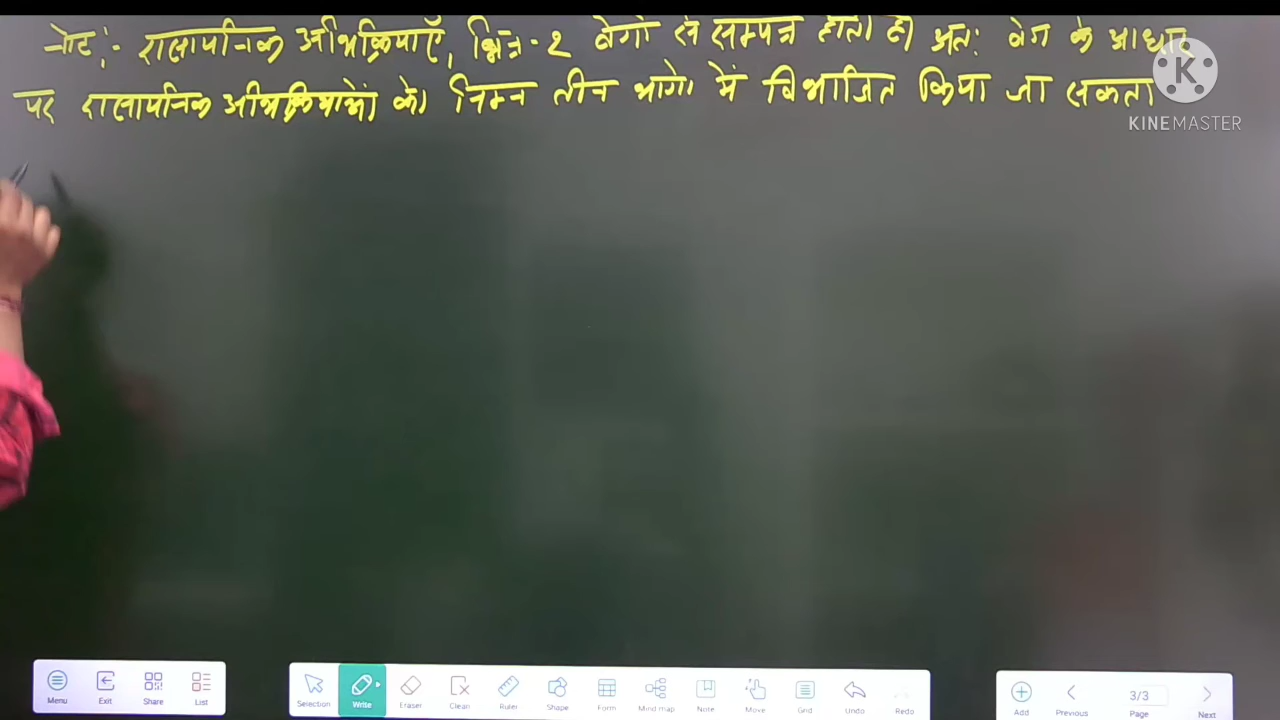 नोट:- रासायनिक अभिक्रियाएँ, भिन्न-२ वेगों से सम्पन्न होती है। अतः वेग के आधार
पर रासायनिक अभिक्रियाओं को निम्न तीन भागों में विभाजित किया जा सकता
KINEMASTER
Menu Exit Share List Selection Write Eraser Clean Ruler Shape Form Mind map Note Move Grid Undo Redo Add Previous 3/3 Page Next